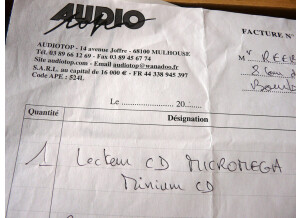 AUDIO
top
FACTURE N°
AUDIOTOP - 14 avenue Joffre - 68100 MULHOUSE
Tél 03 89 66 12 69 - Fax 03 89 45 67 74
Site audiotop.com - Email audiotop@wanadoo.fr
S.A.R.L. au capital de 16 000 € - FR 44 338 945 397
Code APE : 524L
M
Le 20
Quantité
Désignation
1 Lecteur CD MICROMEGA
Minium CD